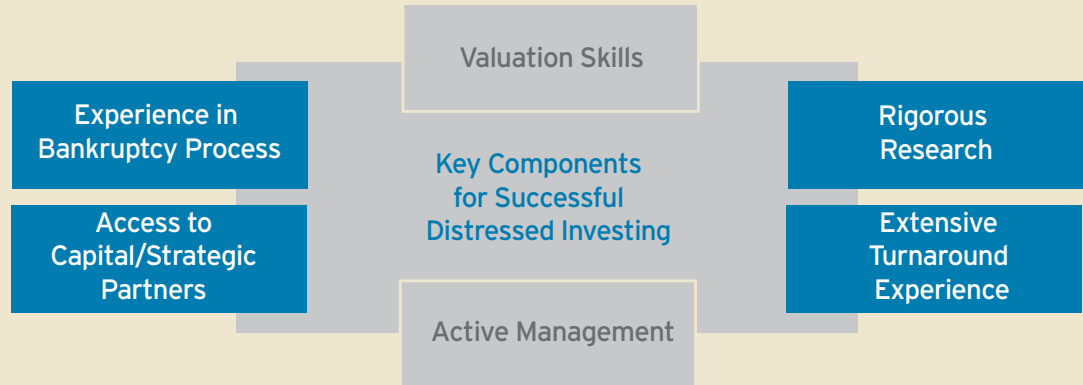 Valuation Skills
Experience in
Bankruptcy Process
Rigorous
Research
Key Components
for Successful
Distressed Investing
Access to
Capital/Strategic
Partners
Extensive
Turnaround
Experience
Active Management